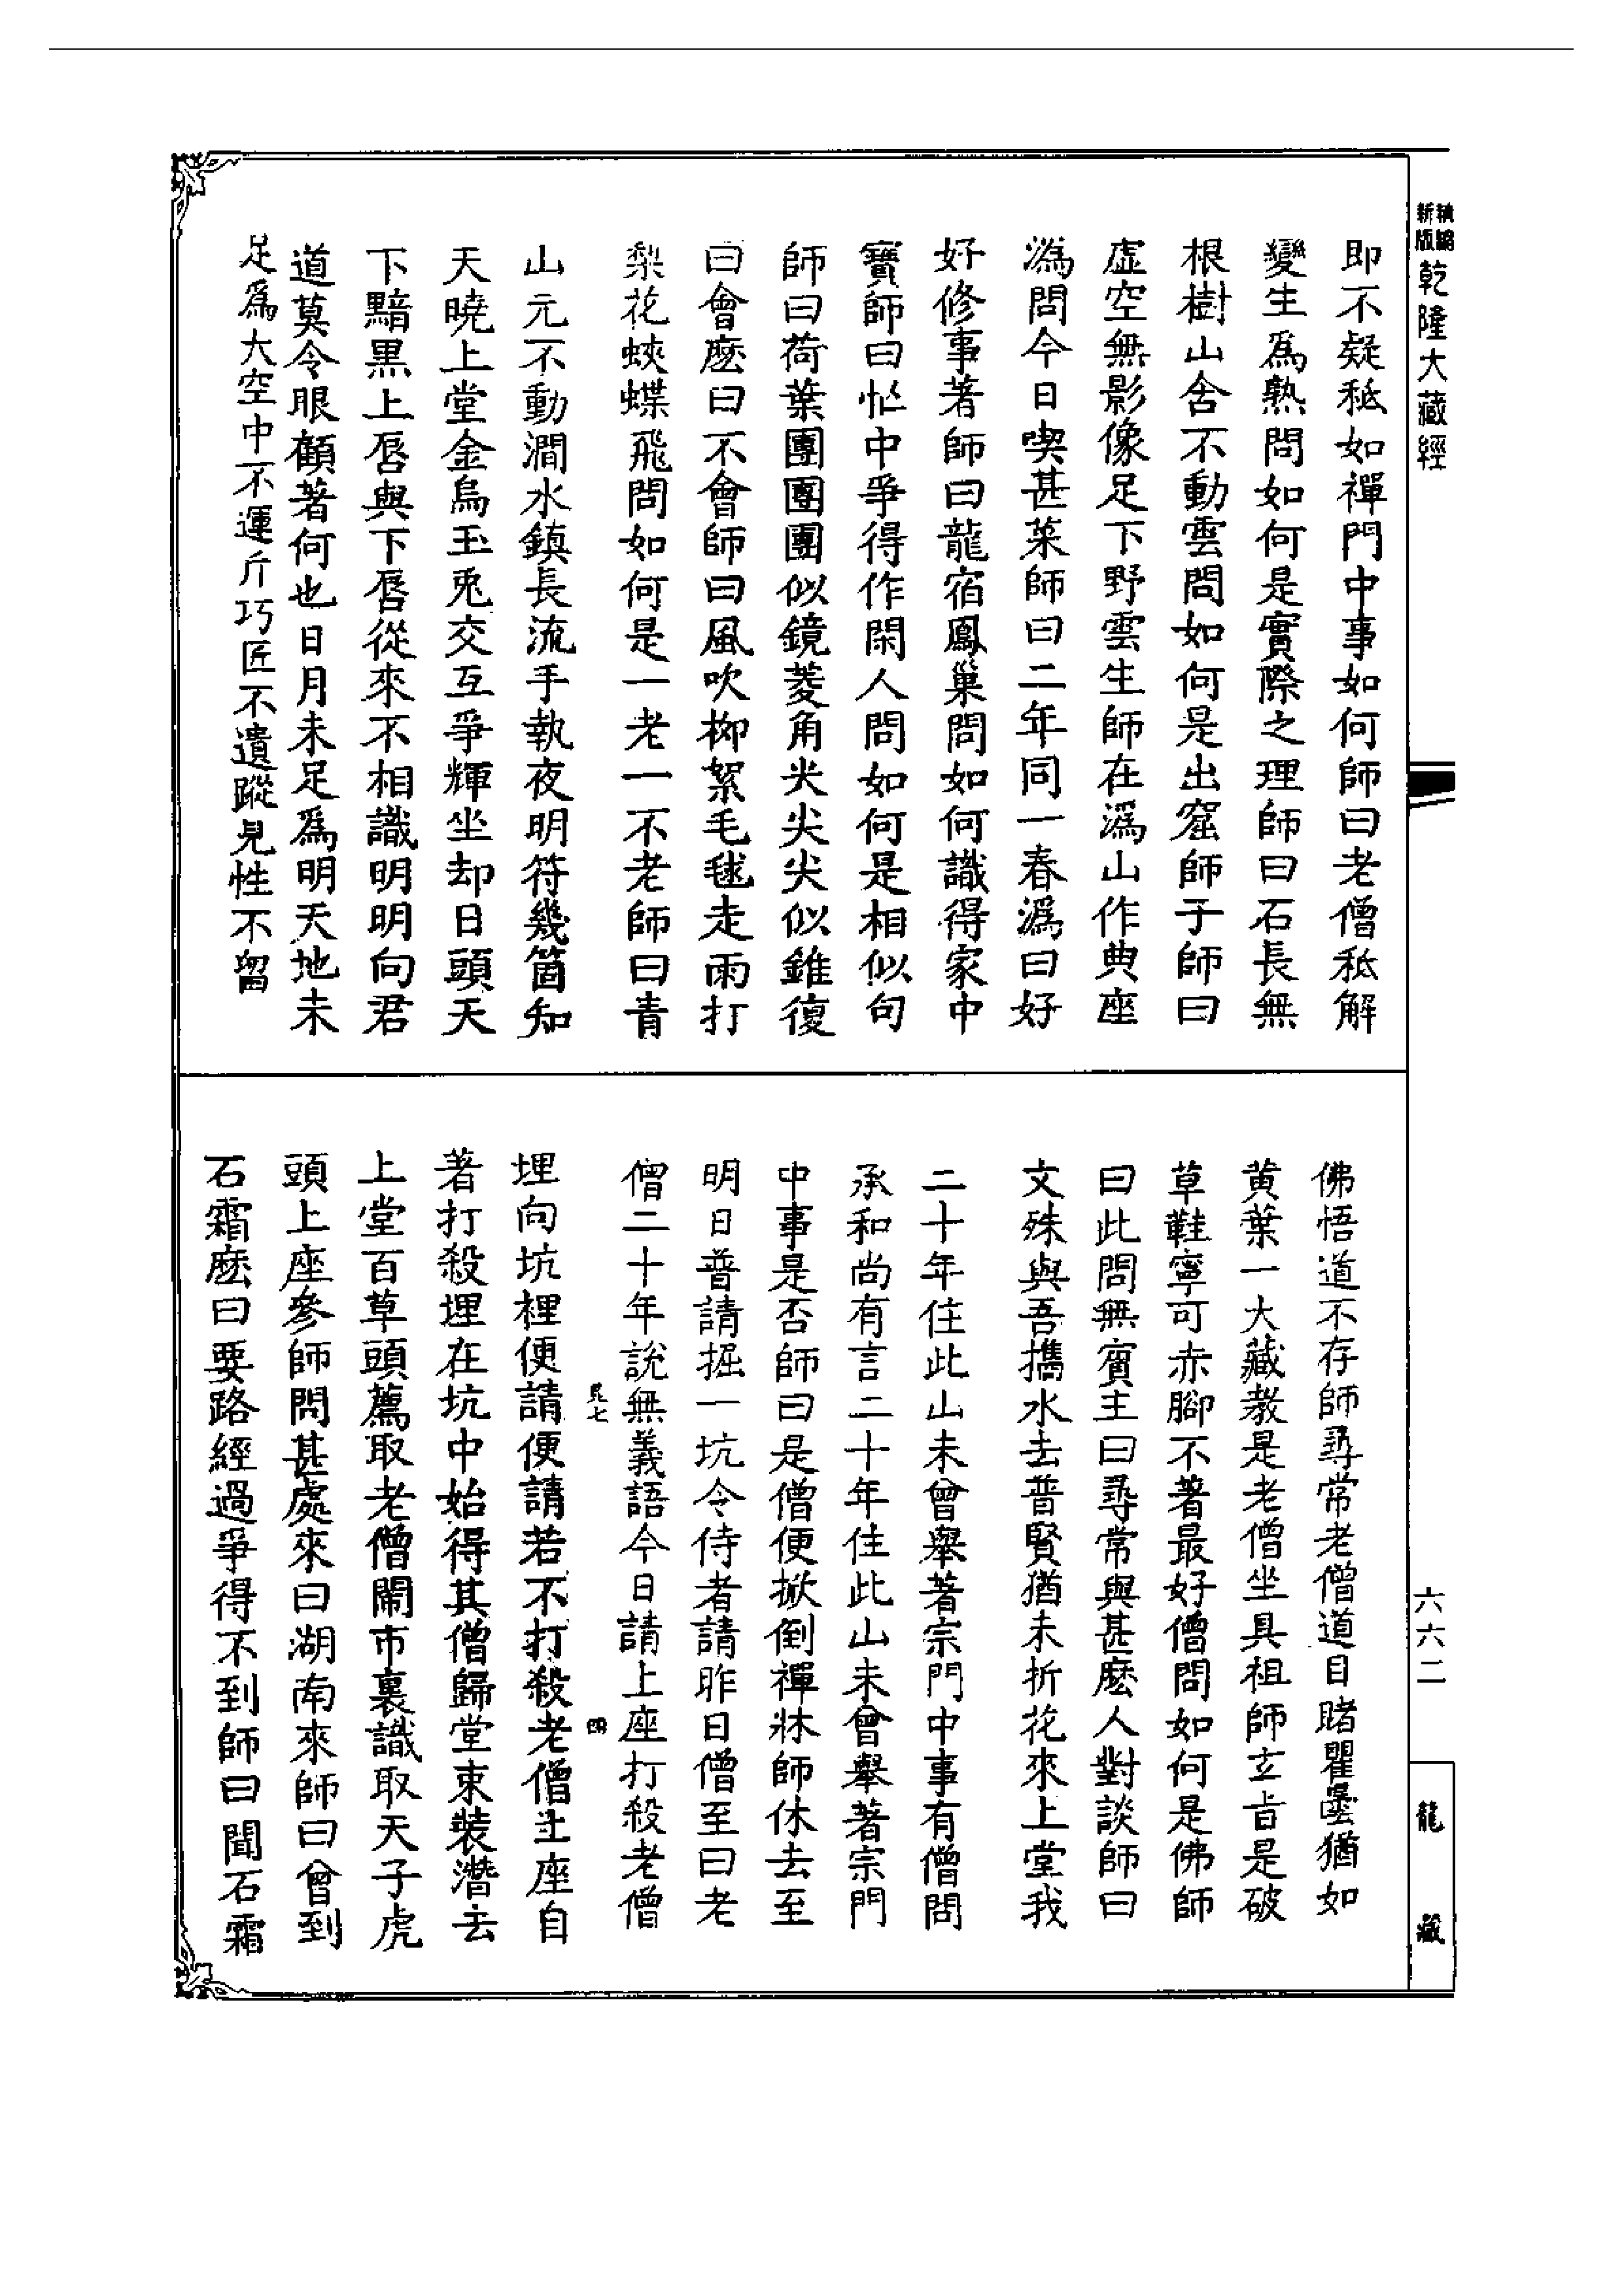 新編
新版
乾隆大藏經
即不疑秪如禪門中事如何師曰老僧秪解
變生為熟問如何是實際之理師曰石長無
根樹山含不動雲問如何是出窟師子師曰
虛空無影像足下野雲生師在溈山作典座
溈問今日喫甚菜師曰二年同一春溈曰好
好修事著師曰龍宿鳳巢問如何識得家中
寶師曰忙中爭得作閑人問如何是相似句
師曰荷葉團團團似鏡菱角尖尖尖似錐復
曰會麼曰不會師曰風吹柳絮毛毬走雨打
梨花蛺蝶飛問如何是一老一不老師曰青
山元不動澗水鎮長流手執夜明符幾箇知
天曉上堂金烏玉兎交互爭輝坐却日頭天
下黯黑上唇與下唇從來不相識明明向君
道莫令眼顧著何也日月未足為明天地未
足為大空中不運斤巧匠不遺蹤見性不留
佛悟道不存師尋常老僧道目睹瞿曇猶如
黄葉一大藏教是老僧坐具祖師玄旨是破
草鞋寧可赤腳不著最好僧問如何是佛師
曰此問無賓主曰尋常與甚麼人對談師曰
文殊與吾攜水去普賢猶未折花來上堂我
二十年住此山未曾舉著宗門中事有僧問
承和尚有言二十年住此山未曾舉著宗門
中事是否師曰是僧便掀倒禪牀師休去至
明日普請掘一坑令侍者請昨日僧至曰老
僧二十年說無義語今日請上座打殺老僧
晃七
四
埋向坑裡便請便請若不打殺老僧上座自
著打殺埋在坑中始得其僧歸堂束裝潛去
上堂百草頭薦取老僧鬧市裏識取天子虎
頭上座參師問甚處來曰湖南來師曰曾到
石霜麼曰要路經過爭得不到師曰聞石霜
六六二
龍藏